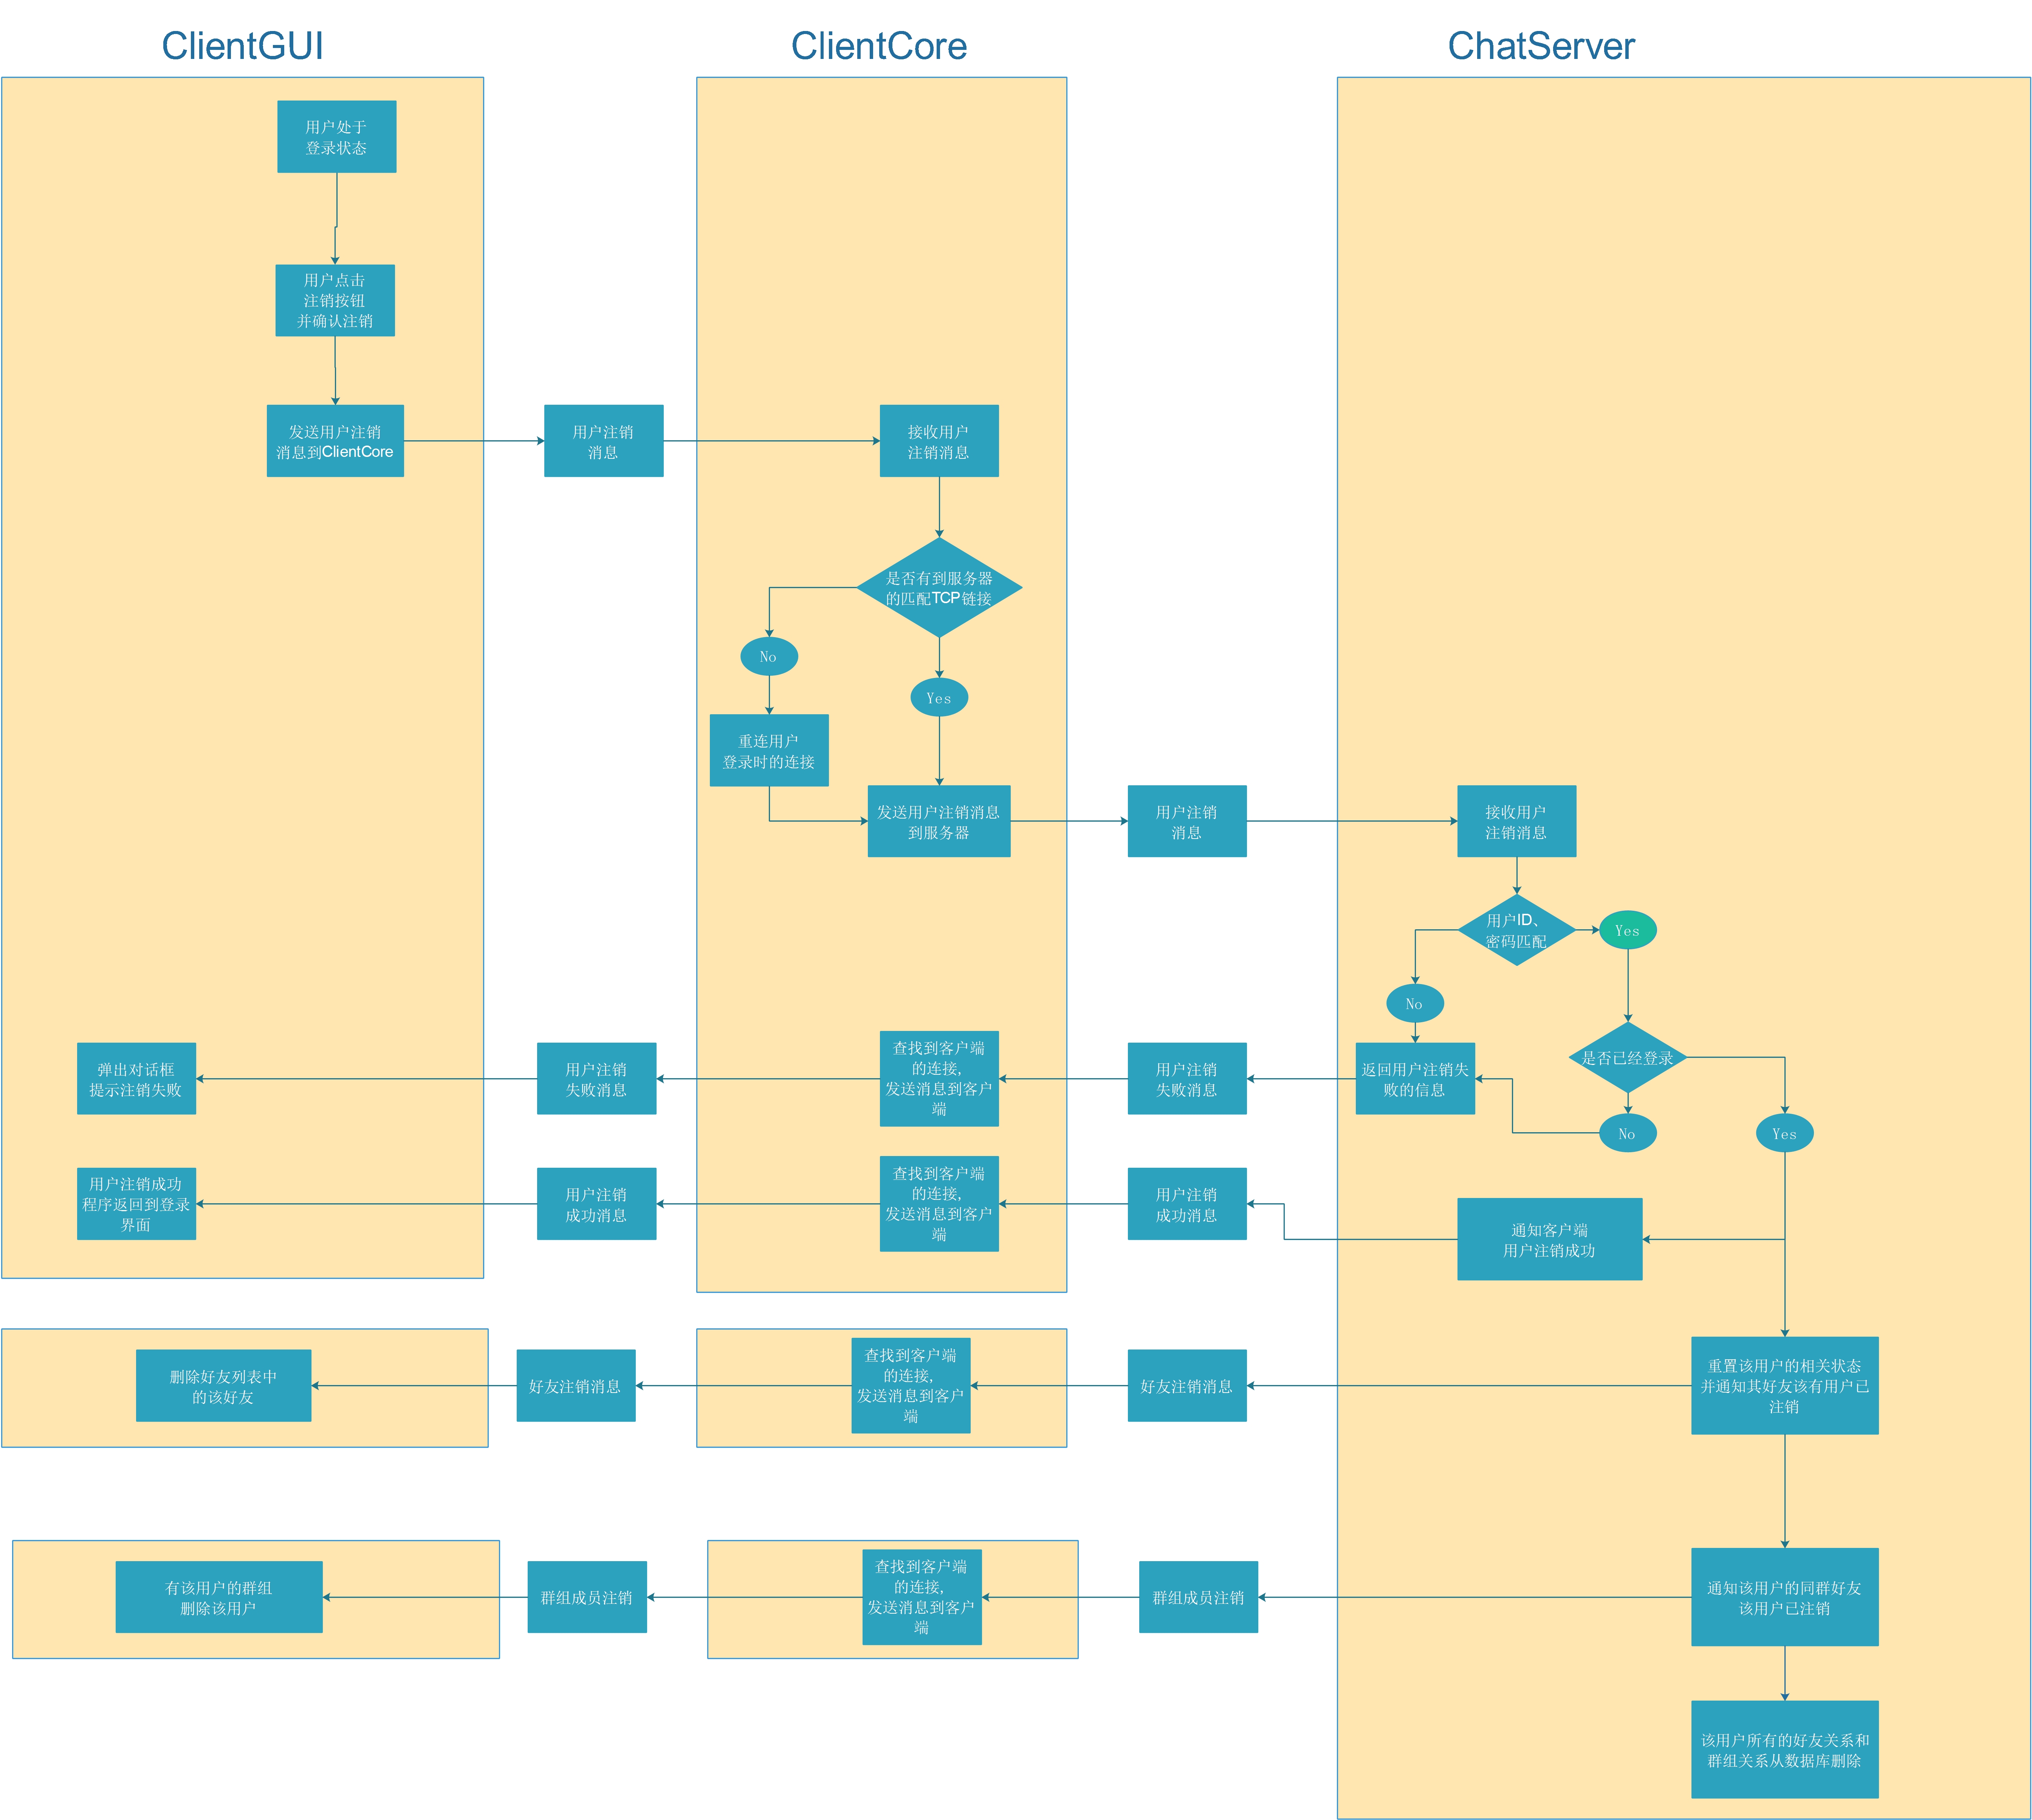 ClientGUI
ClientCore
ChatServer
用户处于
登录状态
用户点击
注销按钮
并确认注销
发送用户注销
消息到ClientCore
用户注销
消息
接收用户
注销消息
是否有到服务器
的匹配TCP链接
No
Yes
重连用户
登录时的连接
发送用户注销消息
到服务器
用户注销
消息
接收用户
注销消息
用户ID、
密码匹配
Yes
No
是否已经登录
No
Yes
返回用户注销失
败的信息
用户注销
失败消息
查找到客户端
的连接,
发送消息到客户
端
用户注销
失败消息
弹出对话框
提示注销失败
通知客户端
用户注销成功
用户注销
成功消息
查找到客户端
的连接,
发送消息到客户
端
用户注销
成功消息
用户注销成功
程序返回到登录
界面
重置该用户的相关状态
并通知其好友该有用户已
注销
好友注销消息
查找到客户端
的连接,
发送消息到客户
端
好友注销消息
删除好友列表中
的该好友
通知该用户的同群好友
该用户已注销
群组成员注销
查找到客户端
的连接,
发送消息到客户
端
群组成员注销
有该用户的群组
删除该用户
该用户所有的好友关系和
群组关系从数据库删除